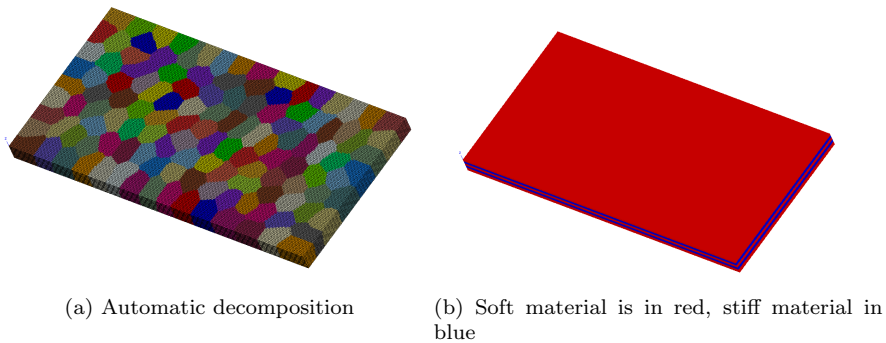 (a) Automatic decomposition
(b) Soft material is in red, stiff material in
blue